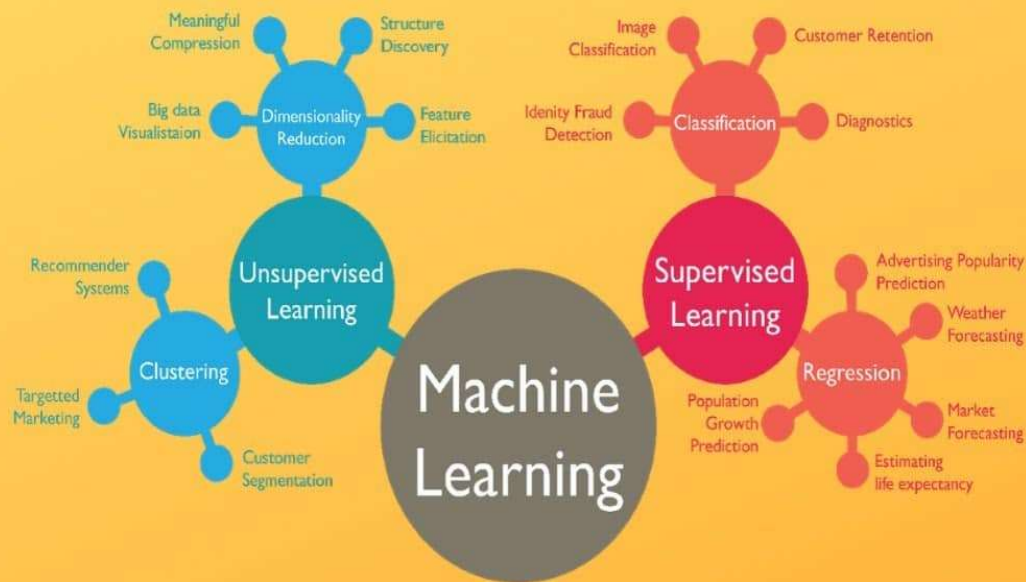 Meaningful
Compression
Structure
Discovery
Big data
Visualistaion
Dimensionality
Reduction
Feature
Elicitation
Image
Classification
Customer Retention
Idenity Fraud
Detection
Classification
Diagnostics
Recommender
Systems
Unsupervised
Learning
Clustering
Targetted
Marketing
Customer
Segmentation
Supervised
Learning
Advertising Popularity
Prediction
Weather
Forecasting
Regression
Population
Growth
Prediction
Market
Forecasting
Estimating
life expectancy
Machine
Learning